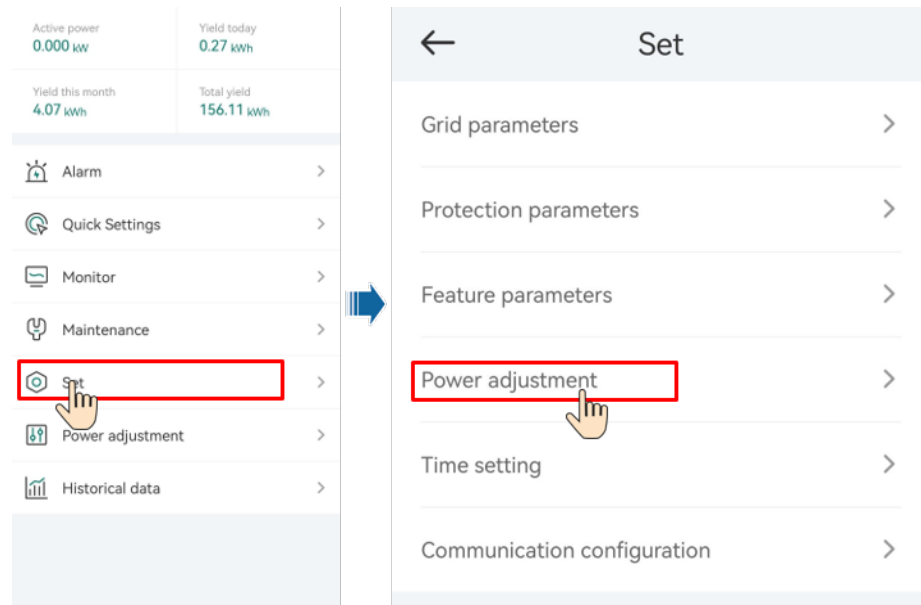 Active power
0.000 kW
Yield today
0.27 kWh
Yield this month
4.07 kWh
Total yield
156.11 kWh
Alarm
Quick Settings
Monitor
Maintenance
Set
Power adjustment
Historical data
Set
Grid parameters
Protection parameters
Feature parameters
Power adjustment
Time setting
Communication configuration